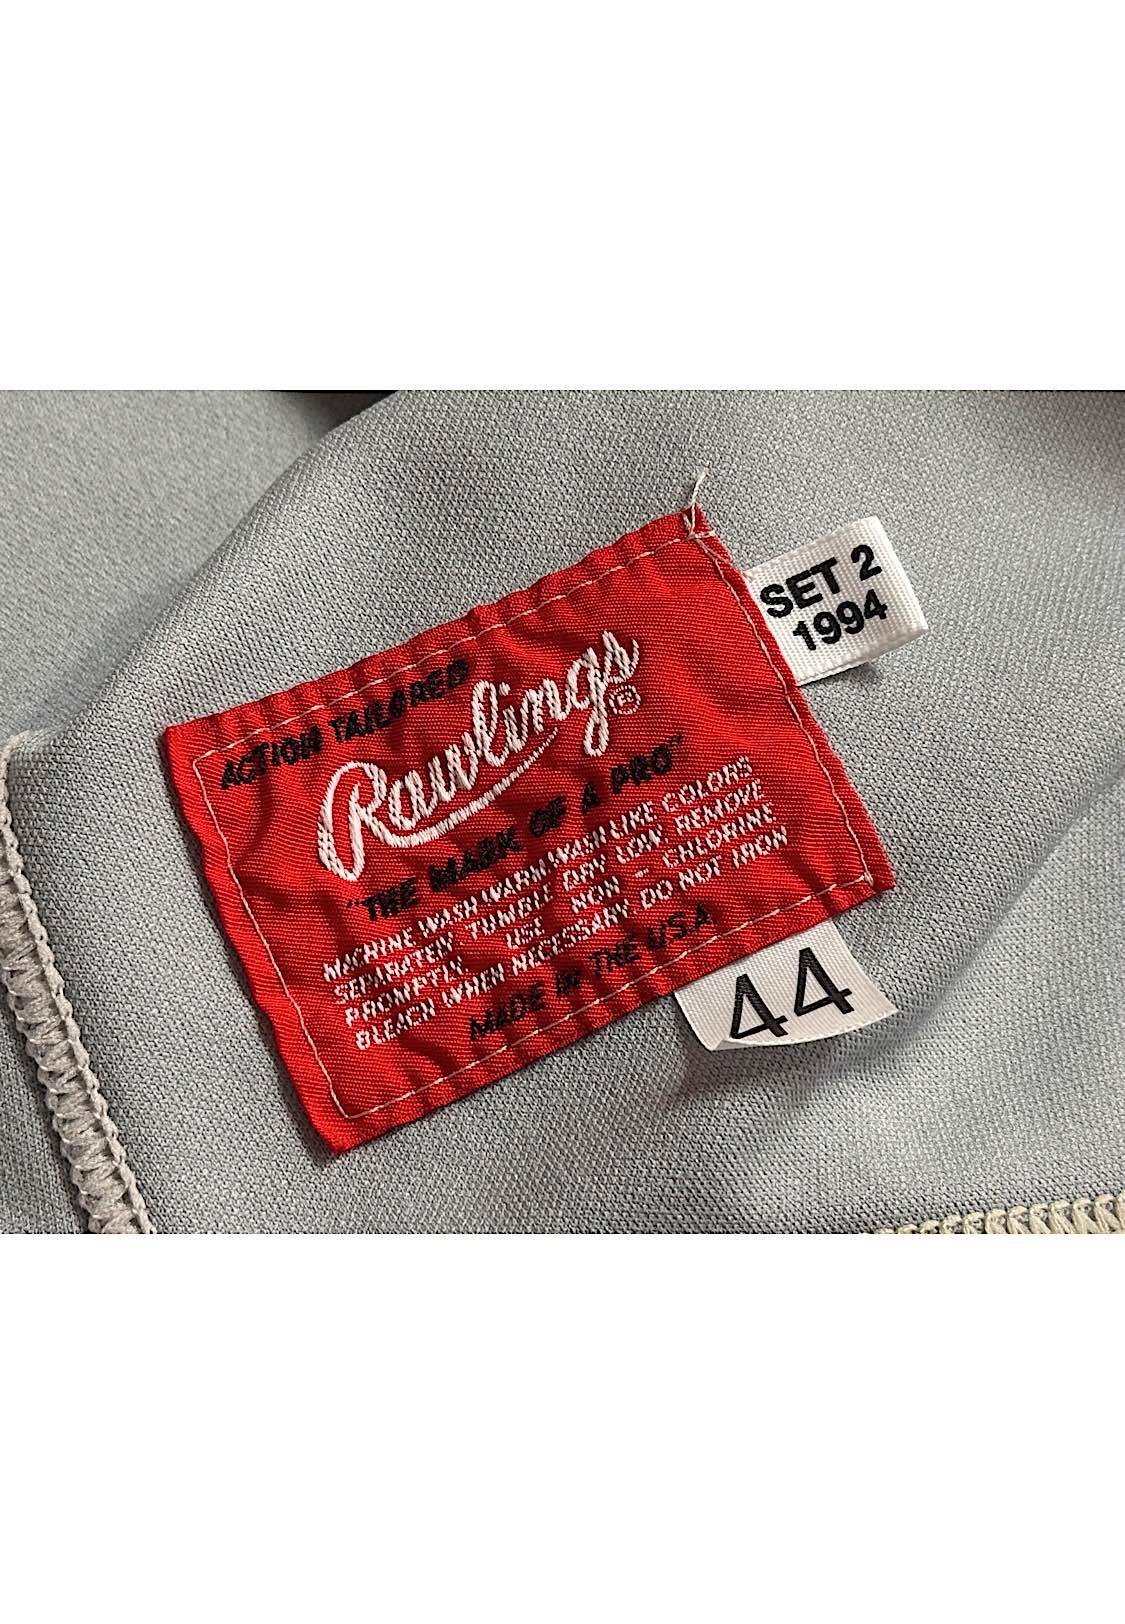 SET 2
1994
ACTION TAILORED
Rawlings®
"THE MARK OF A PRO"
MACHINE WASH WARM WASH LIKE COLORS
SEPARATELY. TUMBLE DRY LOW. REMOVE
PROMPTLY. USE NON - CHLORINE
BLEACH WHEN NECESSARY. DO NOT IRON
MADE IN THE U.S.A.
44